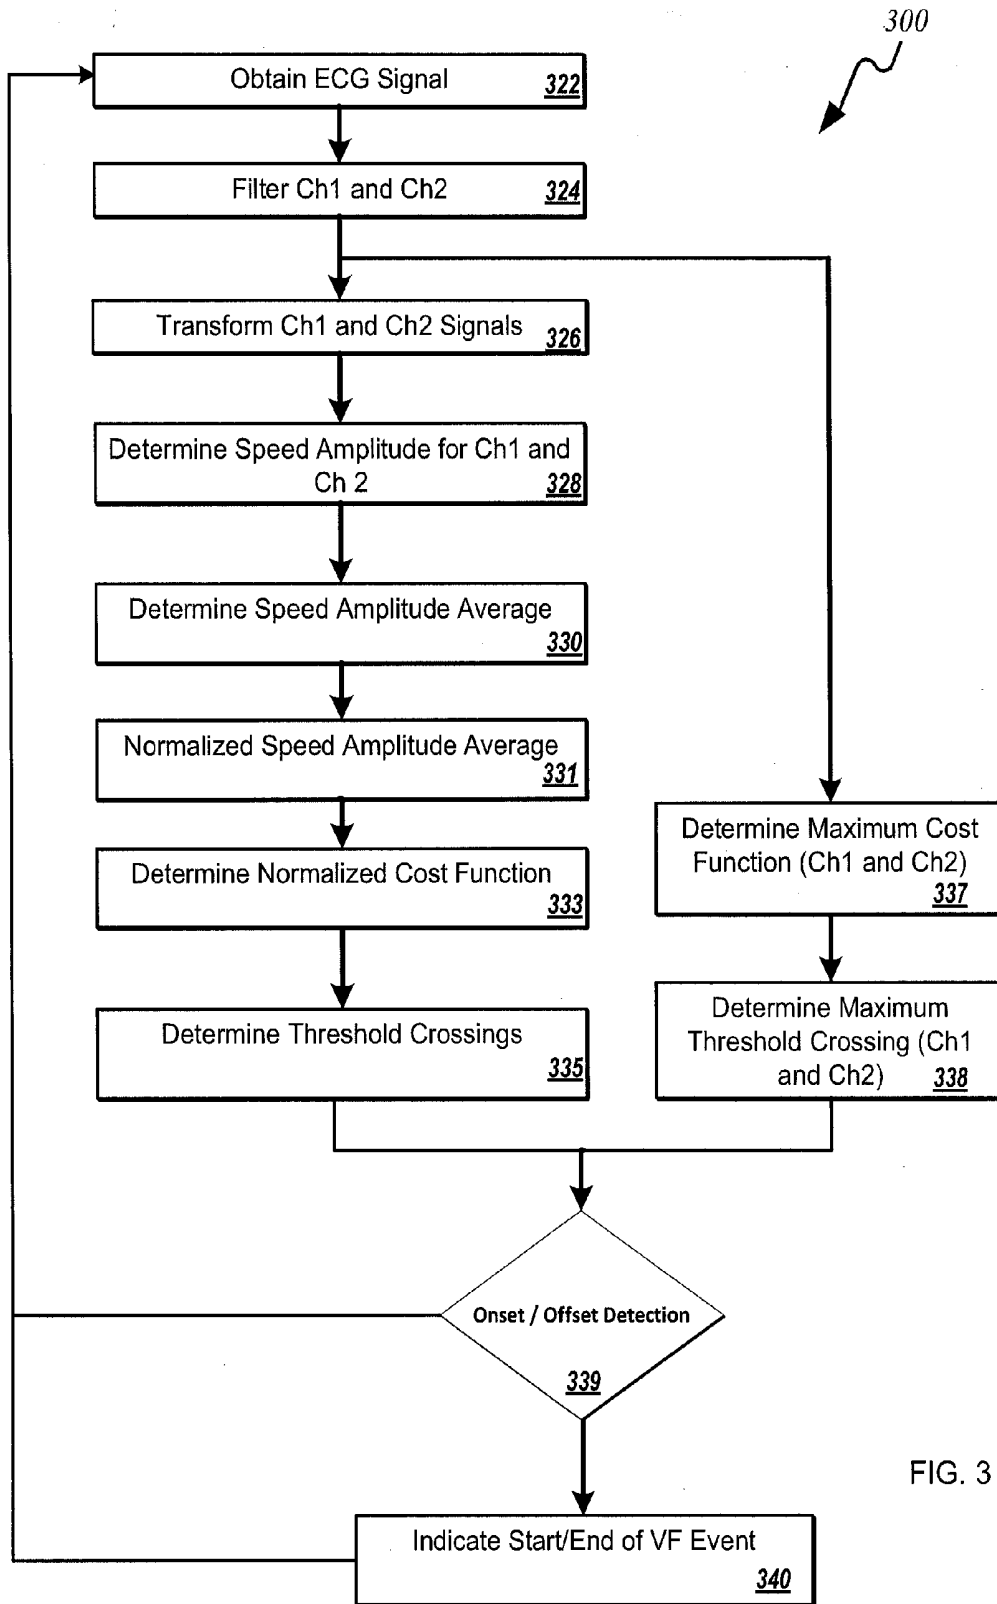 300
Obtain ECG Signal
322
Filter Ch1 and Ch2
324
Transform Ch1 and Ch2 Signals
326
Determine Speed Amplitude for Ch1 and
Ch 2
328
Determine Speed Amplitude Average
330
Normalized Speed Amplitude Average
331
Determine Normalized Cost Function
333
Determine Threshold Crossings
335
Determine Maximum Cost
Function (Ch1 and Ch2)
337
Determine Maximum
Threshold Crossing (Ch1
and Ch2)
338
Onset / Offset Detection
339
Indicate Start/End of VF Event
340
FIG. 3